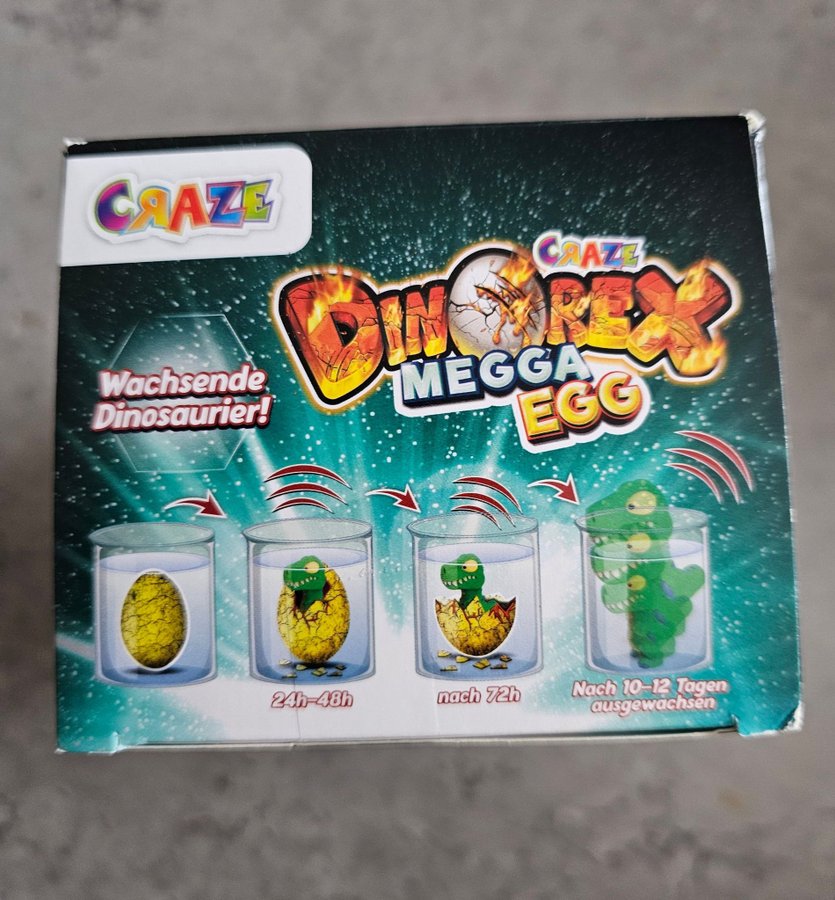 CRAZE
CRAZE
DINOREX
MEGGA
EGG
Wachsende
Dinosaurier!
24h–48h
nach 72h
Nach 10–12 Tagen
ausgewachsen